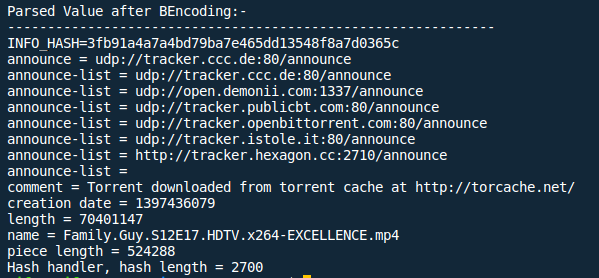 Parsed Value after BEncoding:-
-------------------------------------------------------------
INFO_HASH=3fb91a4a7a4bd79ba7e465dd13548f8a7d0365c
announce = udp://tracker.ccc.de:80/announce
announce-list = udp://tracker.ccc.de:80/announce
announce-list = udp://open.demonii.com:1337/announce
announce-list = udp://tracker.publicbt.com:80/announce
announce-list = udp://tracker.openbittorrent.com:80/announce
announce-list = udp://tracker.istole.it:80/announce
announce-list = http://tracker.hexagon.cc:2710/announce
announce-list =
comment = Torrent downloaded from torrent cache at http://torcache.net/
creation date = 1397436079
length = 70401147
name = Family.Guy.S12E17.HDTV.x264-EXCELLENCE.mp4
piece length = 524288
Hash handler, hash length = 2700